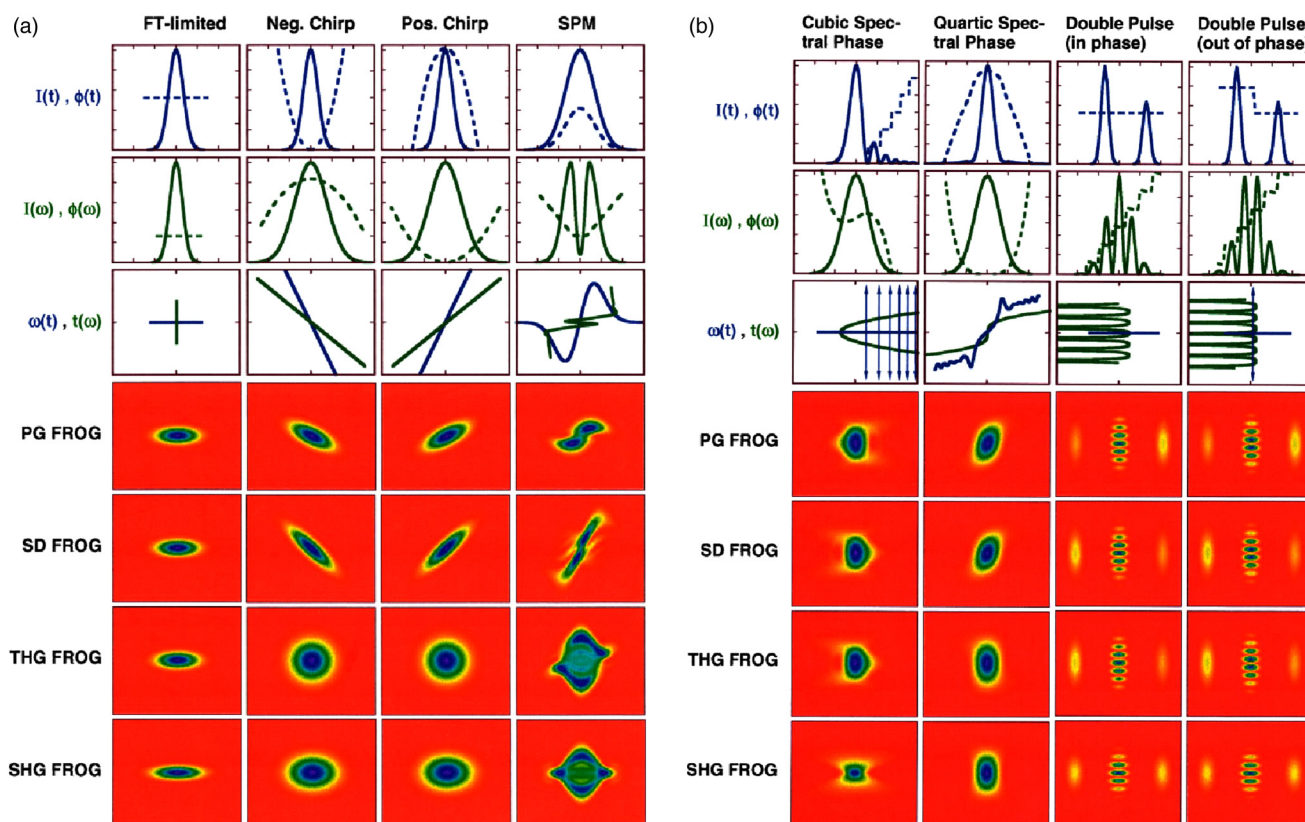 (a)
FT-limited
Neg. Chirp
Pos. Chirp
SPM
I(t) , ϕ(t)
I(ω) , ϕ(ω)
ω(t) , t(ω)
PG FROG
SD FROG
THG FROG
SHG FROG
(b)
Cubic Spec-
tral Phase
Quartic Spec-
tral Phase
Double Pulse
(in phase)
Double Pulse
(out of phase)
I(t) , ϕ(t)
I(ω) , ϕ(ω)
ω(t) , t(ω)
PG FROG
SD FROG
THG FROG
SHG FROG